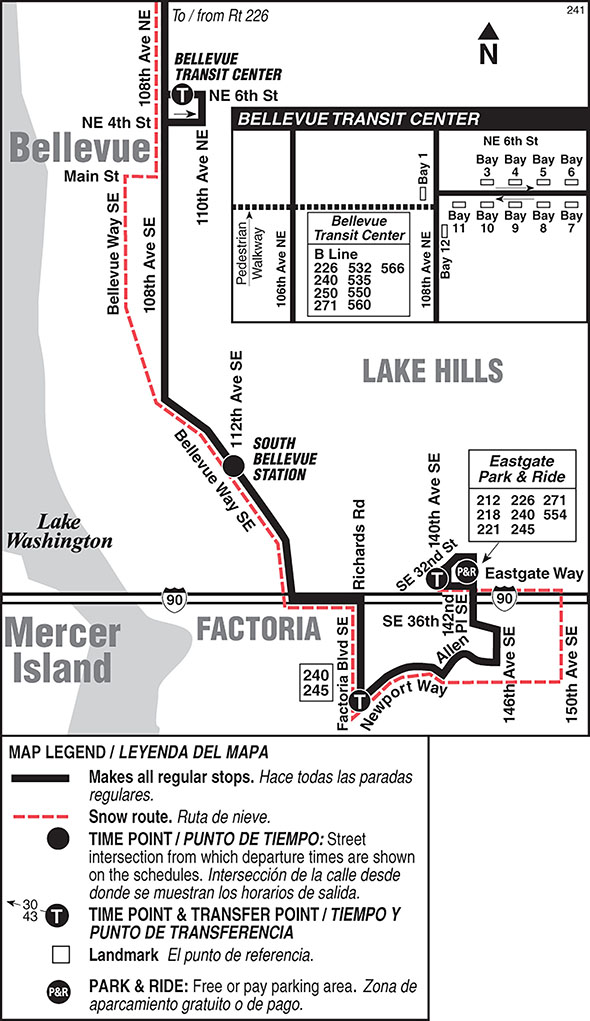 To / from Rt 226
241
N
108th Ave NE
BELLEVUE
TRANSIT CENTER
T
NE 6th St
NE 4th St
110th Ave NE
Bellevue
Main St
Bellevue Way SE
108th Ave SE
BELLEVUE TRANSIT CENTER
NE 6th St
Bay
3
Bay
4
Bay
5
Bay
6
Bay 1
Bay
11
Bay
10
Bay
9
Bay
8
Bay
7
Bay 12
Pedestrian
Walkway
106th Ave NE
Bellevue
Transit Center
B Line
226 532 566
240 535
250 550
271 560
108th Ave NE
LAKE HILLS
112th Ave SE
SOUTH
BELLEVUE
STATION
Bellevue Way SE
Lake
Washington
Richards Rd
140th Ave SE
Eastgate
Park & Ride
212 226 271
218 240 554
221 245
SE 32nd St
T
P&R
Eastgate Way
90
90
Mercer
Island
FACTORIA
Factoria Blvd SE
SE 36th
142nd
Pl SE
Allen
146th Ave SE
150th Ave SE
240
245
T
Newport Way
MAP LEGEND / LEYENDA DEL MAPA
Makes all regular stops. Hace todas las paradas
regulares.
Snow route. Ruta de nieve.
TIME POINT / PUNTO DE TIEMPO: Street
intersection from which departure times are shown
on the schedules. Intersección de la calle desde
donde se muestran los horarios de salida.
30
43
T
TIME POINT & TRANSFER POINT / TIEMPO Y
PUNTO DE TRANSFERENCIA
Landmark El punto de referencia.
P&R
PARK & RIDE: Free or pay parking area. Zona de
aparcamiento gratuito o de pago.